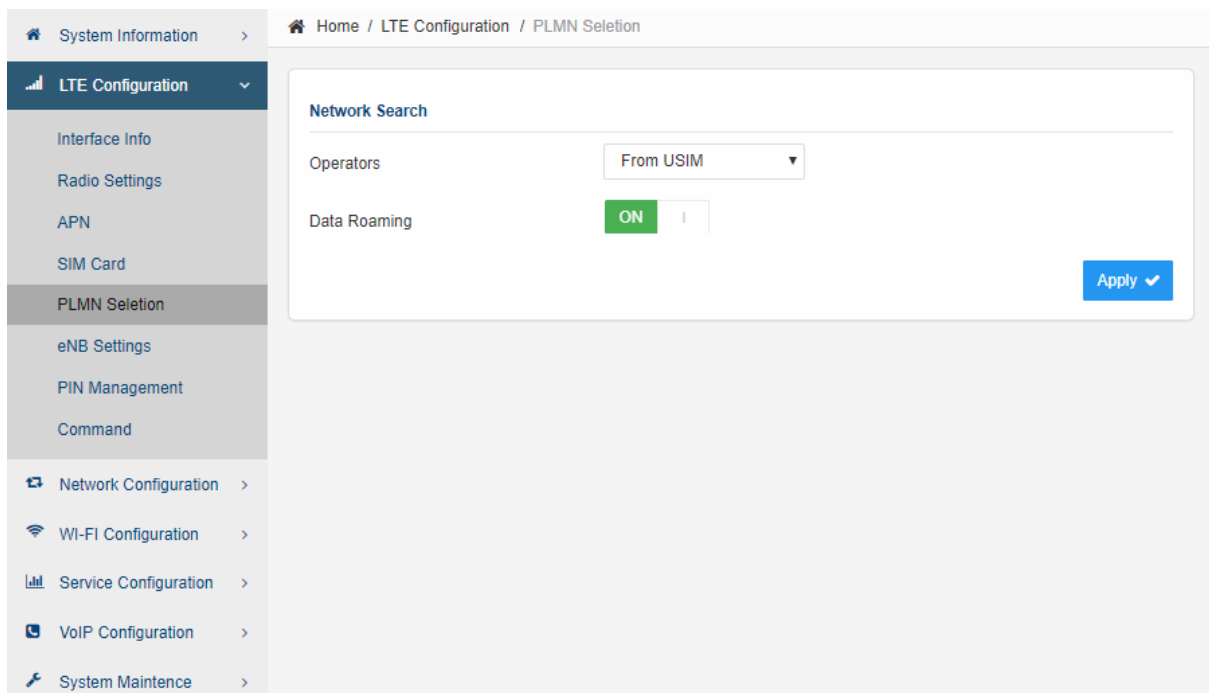 System Information
Home / LTE Configuration / PLMN Seletion
LTE Configuration
Interface Info
Radio Settings
APN
SIM Card
PLMN Seletion
eNB Settings
PIN Management
Command
Network Configuration
WI-FI Configuration
Service Configuration
VoIP Configuration
System Maintence
Network Search
Operators From USIM
Data Roaming ON
Apply